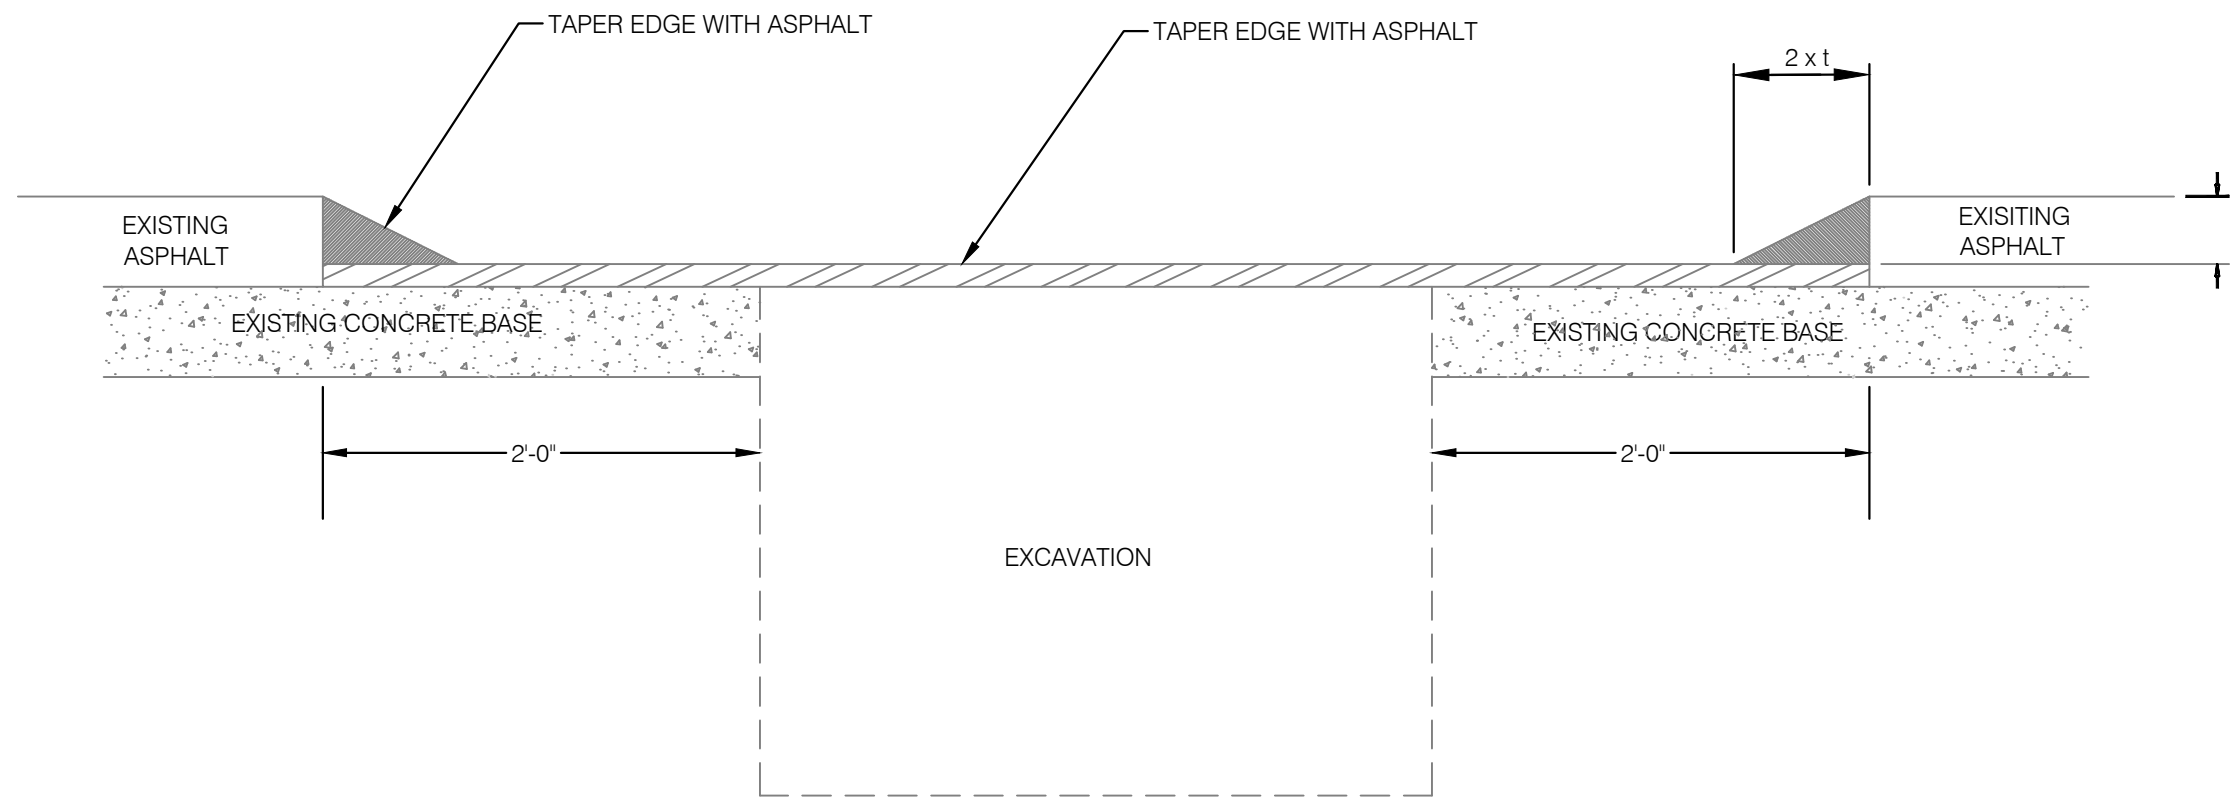 TAPER EDGE WITH ASPHALT
TAPER EDGE WITH ASPHALT
2 x t
EXISTING
ASPHALT
EXISITING
ASPHALT
EXISTING CONCRETE BASE
EXISTING CONCRETE BASE
2'-0"
2'-0"
EXCAVATION